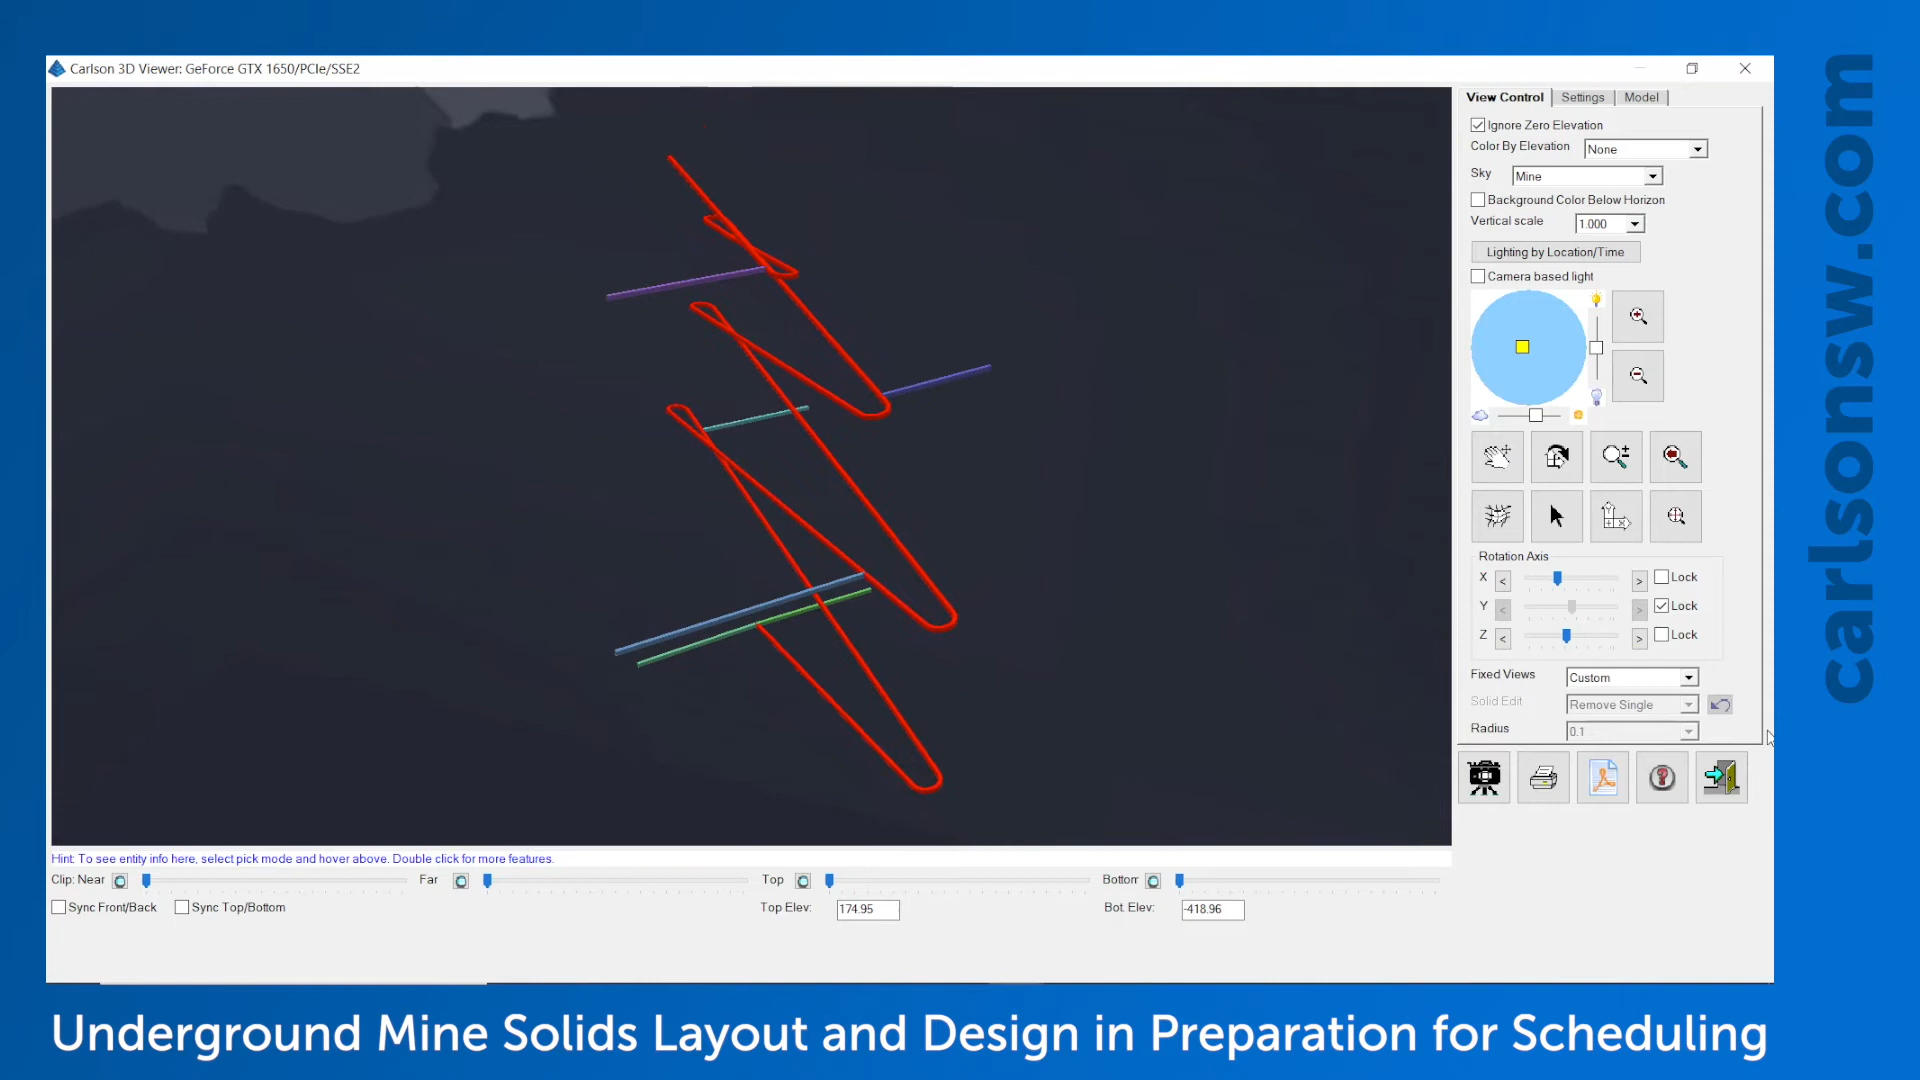 Carlson 3D Viewer: GeForce GTX 1650/PCIe/SSE2
View Control Settings Model
Ignore Zero Elevation
Color By Elevation None
Sky Mine
Background Color Below Horizon
Vertical scale 1.000
Lighting by Location/Time
Camera based light
Rotation Axis
X < > Lock
Y < > Lock
Z < > Lock
Fixed Views Custom
Solid Edit Remove Single
Radius 0.1
Hint: To see entity info here, select pick mode and hover above. Double click for more features.
Clip: Near Far Top Bottom
Sync Front/Back Sync Top/Bottom Top Elev: 174.95 Bot. Elev: -418.96
carlsonsw.com
Underground Mine Solids Layout and Design in Preparation for Scheduling